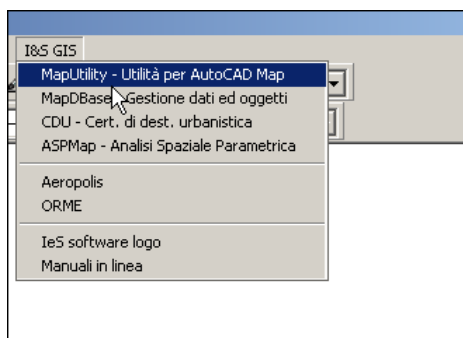 I&S GIS
MapUtility - Utilità per AutoCAD Map
MapDBase - Gestione dati ed oggetti
CDU - Cert. di dest. urbanistica
ASPMap - Analisi Spaziale Parametrica
Aeropolis
ORME
IeS software logo
Manuali in linea